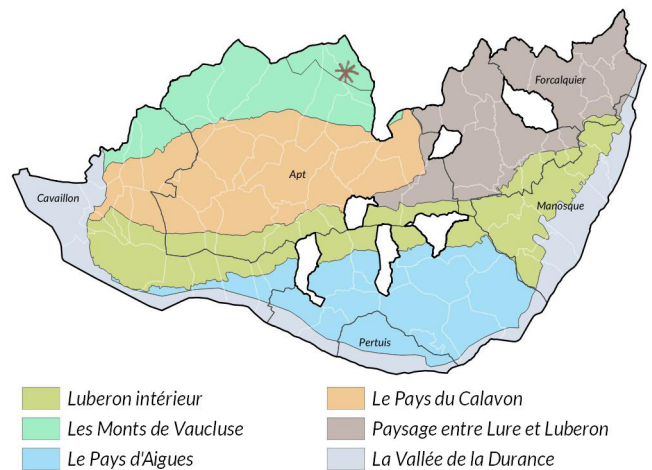 Forcalquier
Apt
Cavaillon
Manosque
Pertuis
Luberon intérieur
Le Pays du Calavon
Les Monts de Vaucluse
Paysage entre Lure et Luberon
Le Pays d'Aigues
La Vallée de la Durance